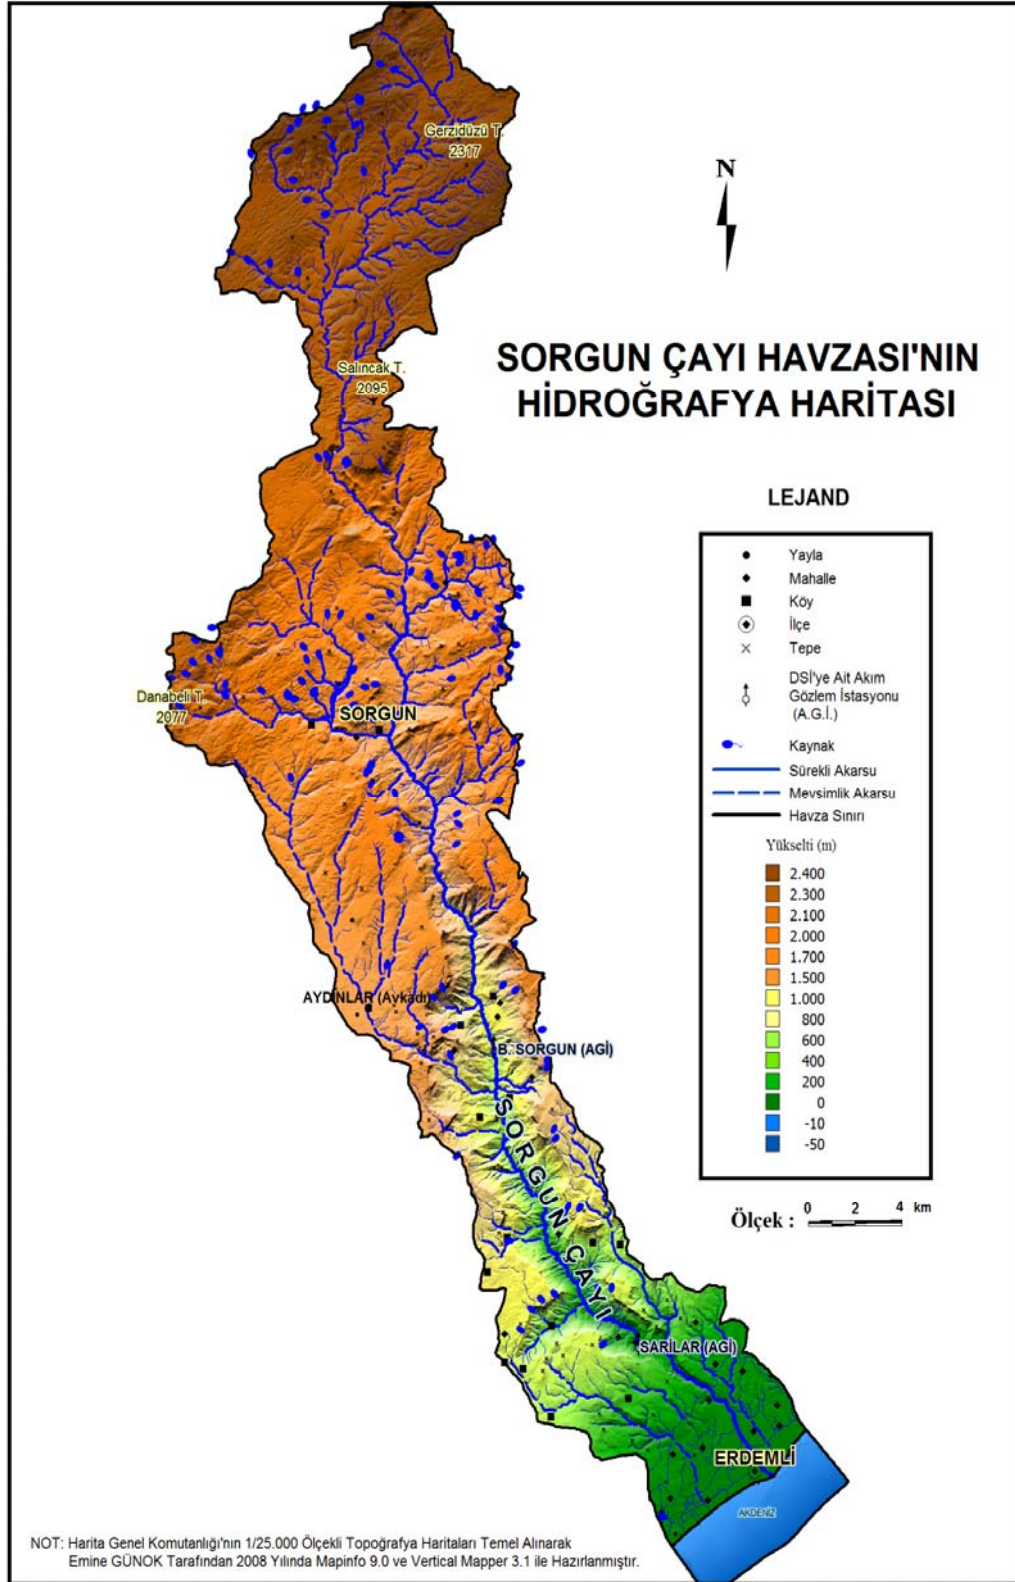 Gerzidüzü T.
2317
N
SORGUN ÇAYI HAVZASI'NIN
HİDROĞRAFYA HARİTASI
Salıncak T.
2095
LEJAND
Yayla
Mahalle
Köy
İlçe
Tepe
DSİ'ye Ait Akım
Gözlem İstasyonu
(A.G.İ.)
Kaynak
Sürekli Akarsu
Mevsimlik Akarsu
Havza Sınırı
Yükselti (m)
2.400
2.300
2.100
2.000
1.700
1.500
1.000
800
600
400
200
0
-10
-50
Danabeli T.
2077
SORGUN
AYDINLAR (Avkadı)
B. SORGUN (AGİ)
SORGUN ÇAYI
Ölçek : 0 2 4 km
SARILAR (AGİ)
ERDEMLİ
AKDENİZ
NOT: Harita Genel Komutanlığı'nın 1/25.000 Ölçekli Topoğrafya Haritaları Temel Alınarak
Emine GÜNOK Tarafından 2008 Yılında Mapinfo 9.0 ve Vertical Mapper 3.1 ile Hazırlanmıştır.